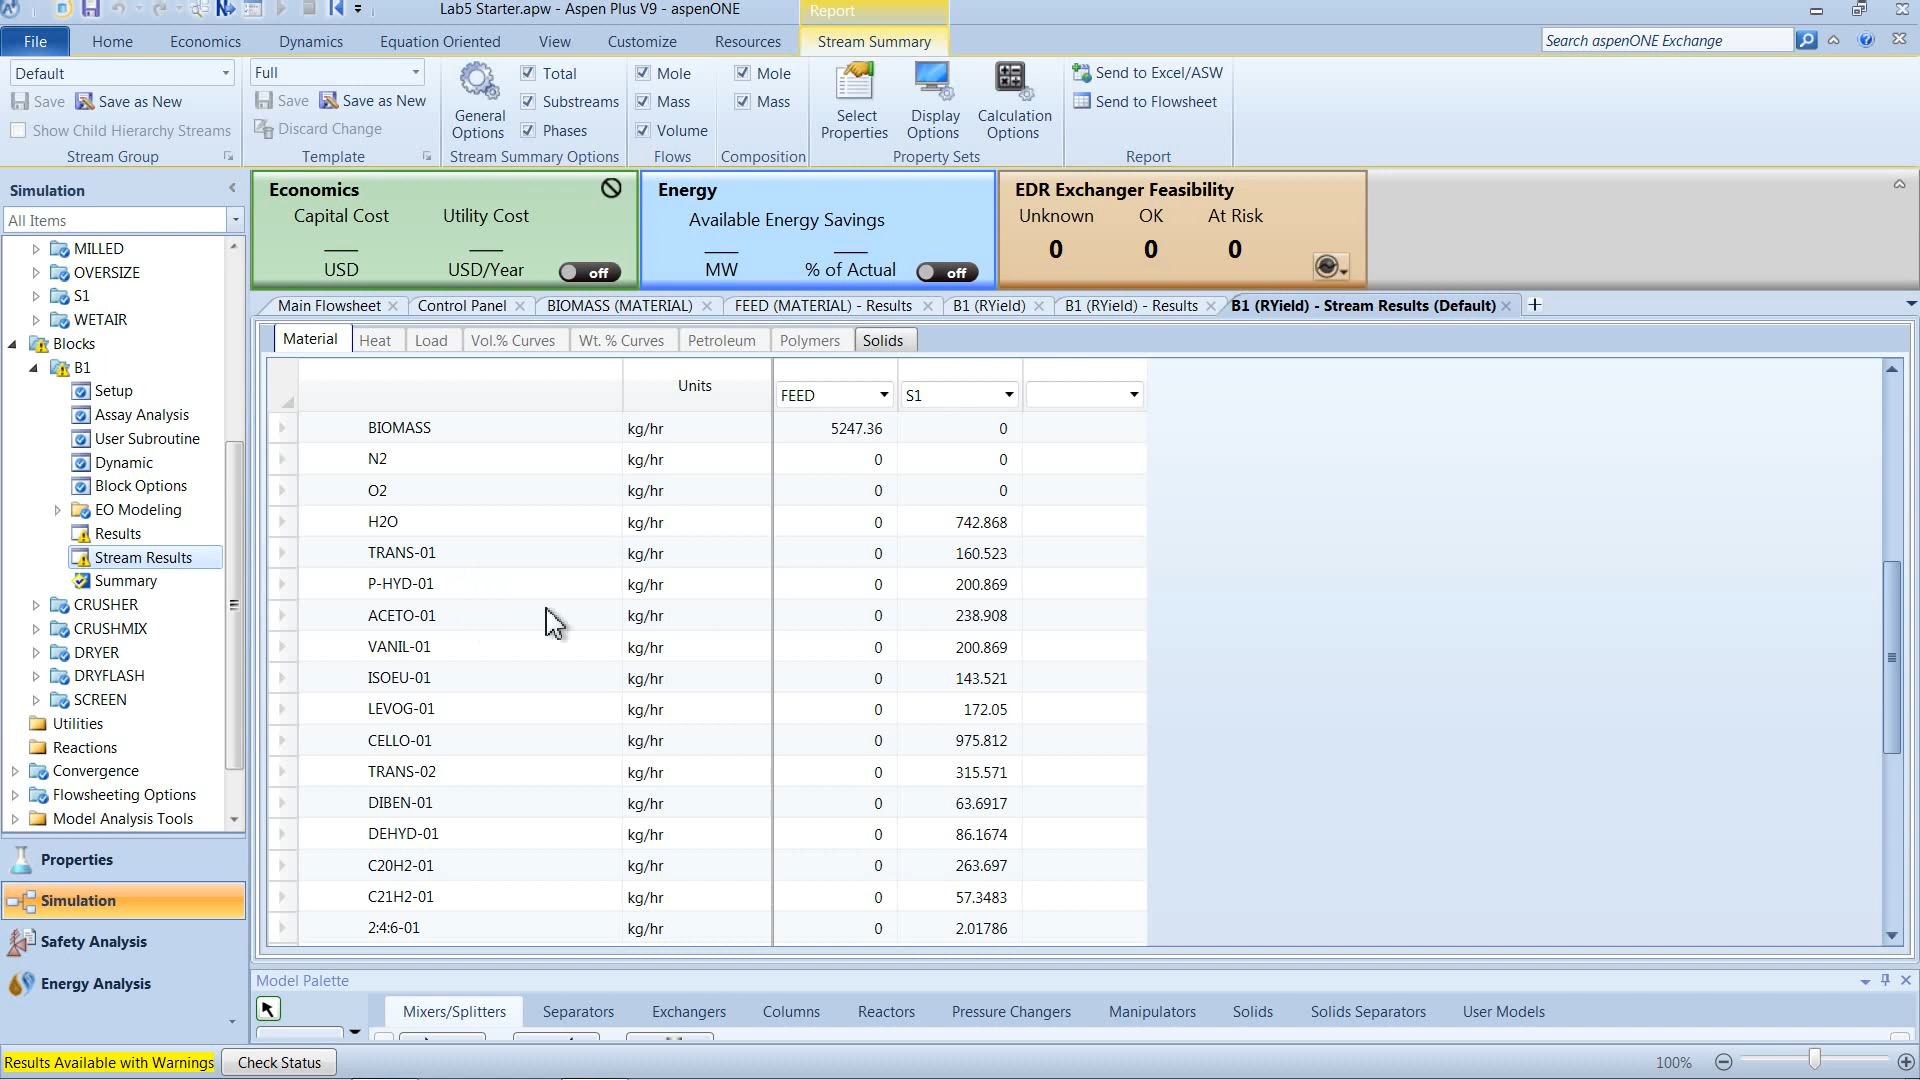 Lab5 Starter.apw - Aspen Plus V9 - aspenONE
Report
File Home Economics Dynamics Equation Oriented View Customize Resources Stream Summary
Search aspenONE Exchange
Default
Save Save as New
Show Child Hierarchy Streams
Stream Group
Full
Save Save as New
Discard Change
Template
General Options
Total
Substreams
Phases
Stream Summary Options
Mole
Mass
Volume
Flows
Mole
Mass
Composition
Select Properties
Display Options
Calculation Options
Property Sets
Send to Excel/ASW
Send to Flowsheet
Report
Simulation
All Items
MILLED
OVERSIZE
S1
WETAIR
Blocks
B1
Setup
Assay Analysis
User Subroutine
Dynamic
Block Options
EO Modeling
Results
Stream Results
Summary
CRUSHER
CRUSHMIX
DRYER
DRYFLASH
SCREEN
Utilities
Reactions
Convergence
Flowsheeting Options
Model Analysis Tools
Properties
Simulation
Safety Analysis
Energy Analysis
Economics
Capital Cost Utility Cost
USD USD/Year off
Energy
Available Energy Savings
MW % of Actual off
EDR Exchanger Feasibility
Unknown OK At Risk
0 0 0
Main Flowsheet Control Panel BIOMASS (MATERIAL) FEED (MATERIAL) - Results B1 (RYield) B1 (RYield) - Results B1 (RYield) - Stream Results (Default)
Material Heat Load Vol.% Curves Wt. % Curves Petroleum Polymers Solids
Units FEED S1
BIOMASS kg/hr 5247.36 0
N2 kg/hr 0 0
O2 kg/hr 0 0
H2O kg/hr 0 742.868
TRANS-01 kg/hr 0 160.523
P-HYD-01 kg/hr 0 200.869
ACETO-01 kg/hr 0 238.908
VANIL-01 kg/hr 0 200.869
ISOEU-01 kg/hr 0 143.521
LEVOG-01 kg/hr 0 172.05
CELLO-01 kg/hr 0 975.812
TRANS-02 kg/hr 0 315.571
DIBEN-01 kg/hr 0 63.6917
DEHYD-01 kg/hr 0 86.1674
C20H2-01 kg/hr 0 263.697
C21H2-01 kg/hr 0 57.3483
2:4:6-01 kg/hr 0 2.01786
Model Palette
Mixers/Splitters Separators Exchangers Columns Reactors Pressure Changers Manipulators Solids Solids Separators User Models
Results Available with Warnings Check Status 100%